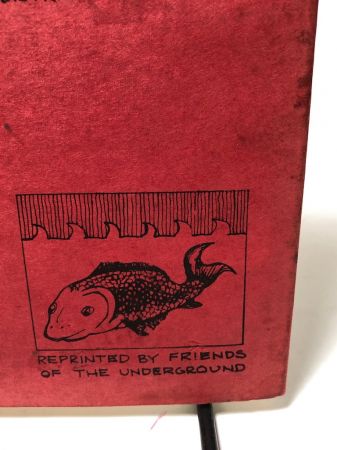 REPRINTED BY FRIENDS
OF THE UNDERGROUND